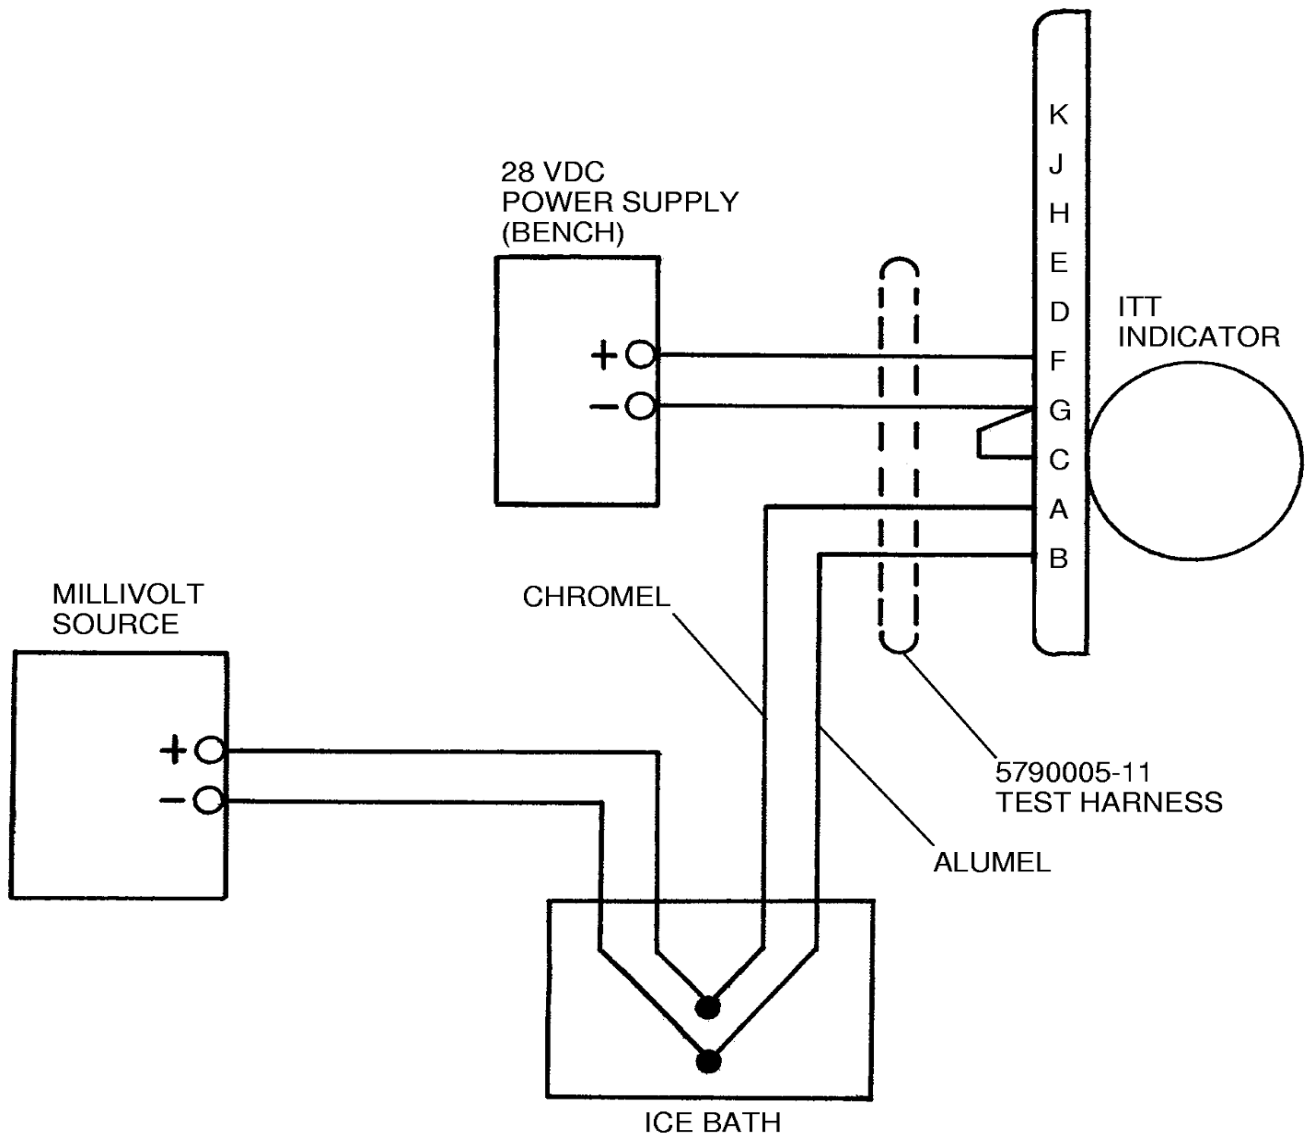 28 VDC
POWER SUPPLY
(BENCH)
+
−
K
J
H
E
D
F
G
C
A
B
ITT
INDICATOR
CHROMEL
MILLIVOLT
SOURCE
+
−
5790005-11
TEST HARNESS
ALUMEL
ICE BATH